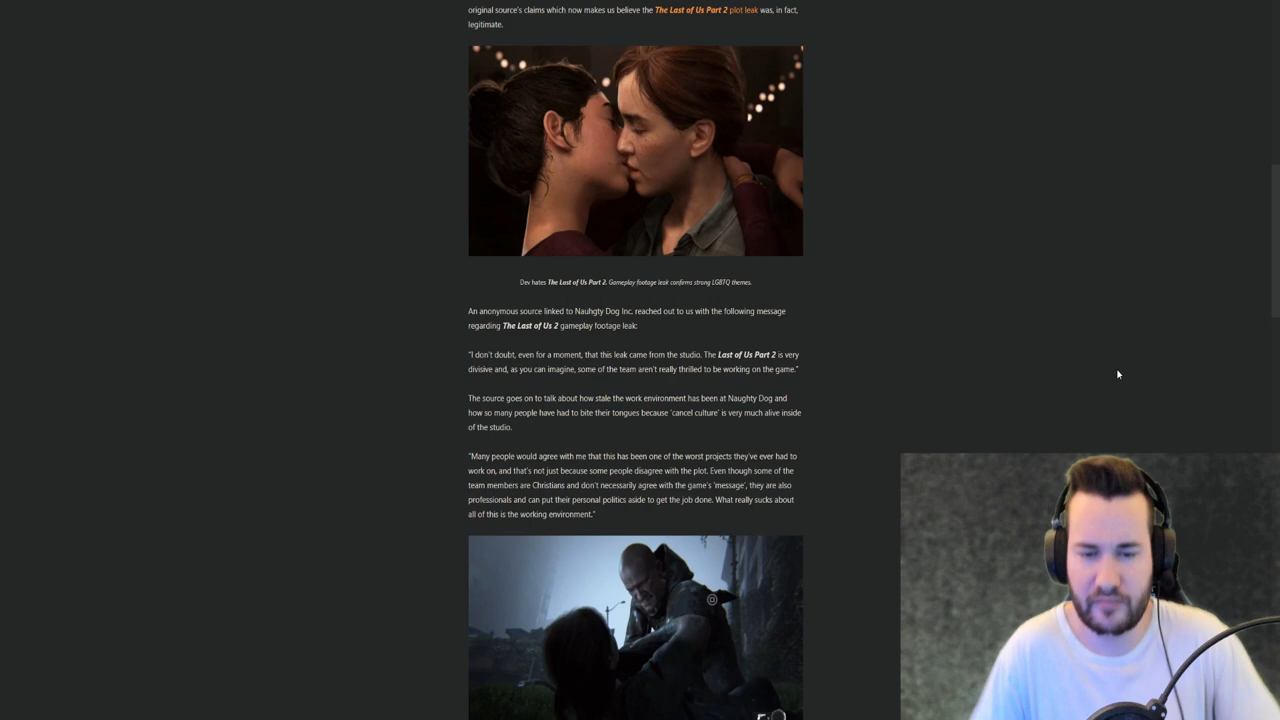 original source's claims which now makes us believe the The Last of Us Part 2 plot leak was, in fact,
legitimate.
Dev hates The Last of Us Part 2. Gameplay footage leak confirms strong LGBTQ themes.
An anonymous source linked to Nauhgty Dog Inc. reached out to us with the following message
regarding The Last of Us 2 gameplay footage leak:
"I don't doubt, even for a moment, that this leak came from the studio. The Last of Us Part 2 is very
divisive and, as you can imagine, some of the team aren't really thrilled to be working on the game."
The source goes on to talk about how stale the work environment has been at Naughty Dog and
how so many people have had to bite their tongues because 'cancel culture' is very much alive inside
of the studio.
"Many people would agree with me that this has been one of the worst projects they've ever had to
work on, and that's not just because some people disagree with the plot. Even though some of the
team members are Christians and don't necessarily agree with the game's 'message', they are also
professionals and can put their personal politics aside to get the job done. What really sucks about
all of this is the working environment."